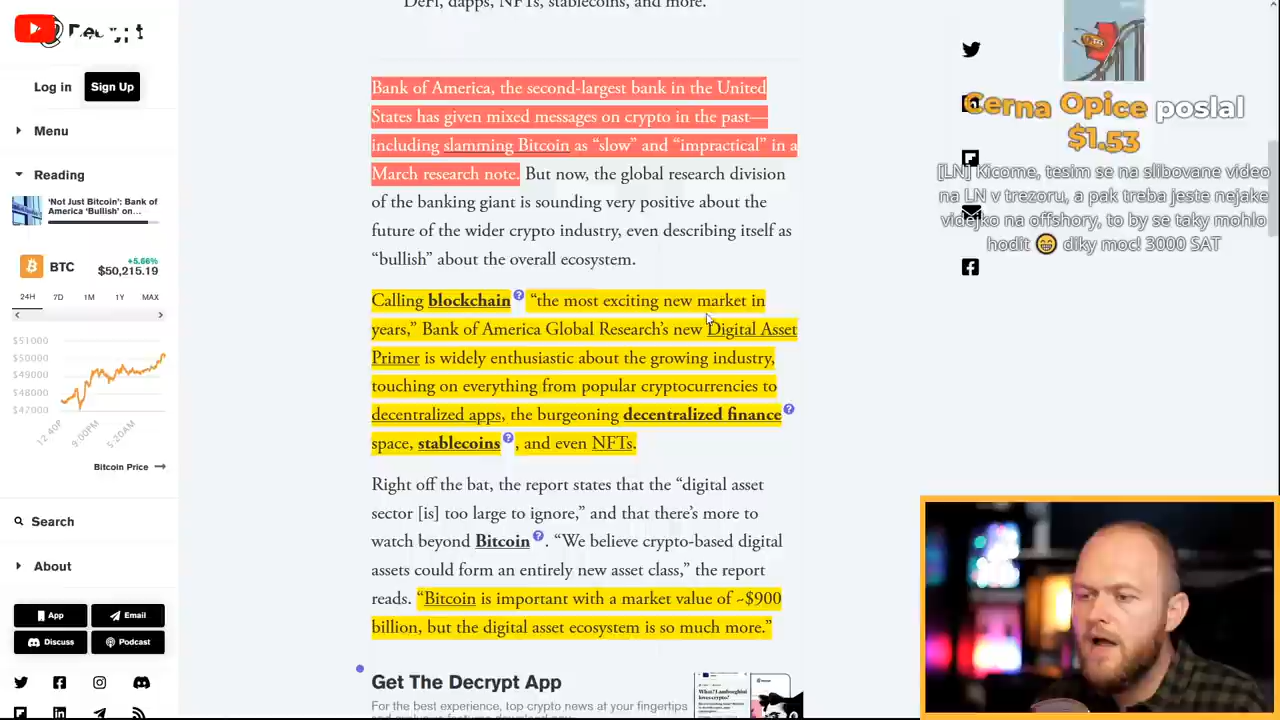 DeFi, dapps, NFTs, stablecoins, and more.
Log in
Sign Up
Menu
Reading
‘Not Just Bitcoin’: Bank of
America ‘Bullish’ on...
BTC
+5.66%
$50,215.19
24H 7D 1M 1Y MAX
$51000
$50000
$49000
$48000
$47000
12:40P
9:00PM
5:20AM
Bitcoin Price
Search
About
App
Email
Discuss
Podcast
Bank of America, the second-largest bank in the United
States has given mixed messages on crypto in the past—
including slamming Bitcoin as “slow” and “impractical” in a
March research note. But now, the global research division
of the banking giant is sounding very positive about the
future of the wider crypto industry, even describing itself as
“bullish” about the overall ecosystem.
Calling blockchain “the most exciting new market in
years,” Bank of America Global Research’s new Digital Asset
Primer is widely enthusiastic about the growing industry,
touching on everything from popular cryptocurrencies to
decentralized apps, the burgeoning decentralized finance
space, stablecoins, and even NFTs.
Right off the bat, the report states that the “digital asset
sector [is] too large to ignore,” and that there’s more to
watch beyond Bitcoin. “We believe crypto-based digital
assets could form an entirely new asset class,” the report
reads. “Bitcoin is important with a market value of ~$900
billion, but the digital asset ecosystem is so much more.”
Get The Decrypt App
For the best experience, top crypto news at your fingertips
Cerna Opice poslal
$1.53
[LN] Kicome, tesim se na slibovane video
na LN v trezoru, a pak treba jeste nejake
videjko na offshory, to by se taky mohlo
hodit 😁 diky moc! 3000 SAT